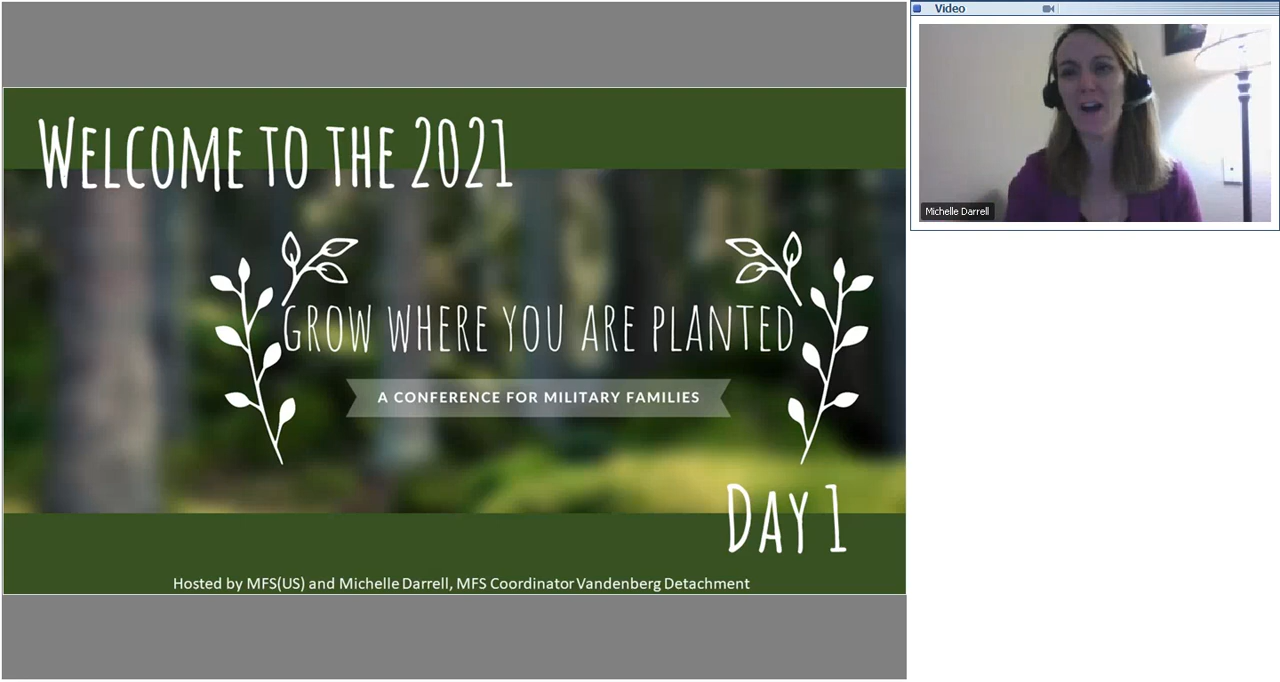 WELCOME TO THE 2021
GROW WHERE YOU ARE PLANTED
A CONFERENCE FOR MILITARY FAMILIES
DAY 1
Hosted by MFS(US) and Michelle Darrell, MFS Coordinator Vandenberg Detachment
Video
Michelle Darrell